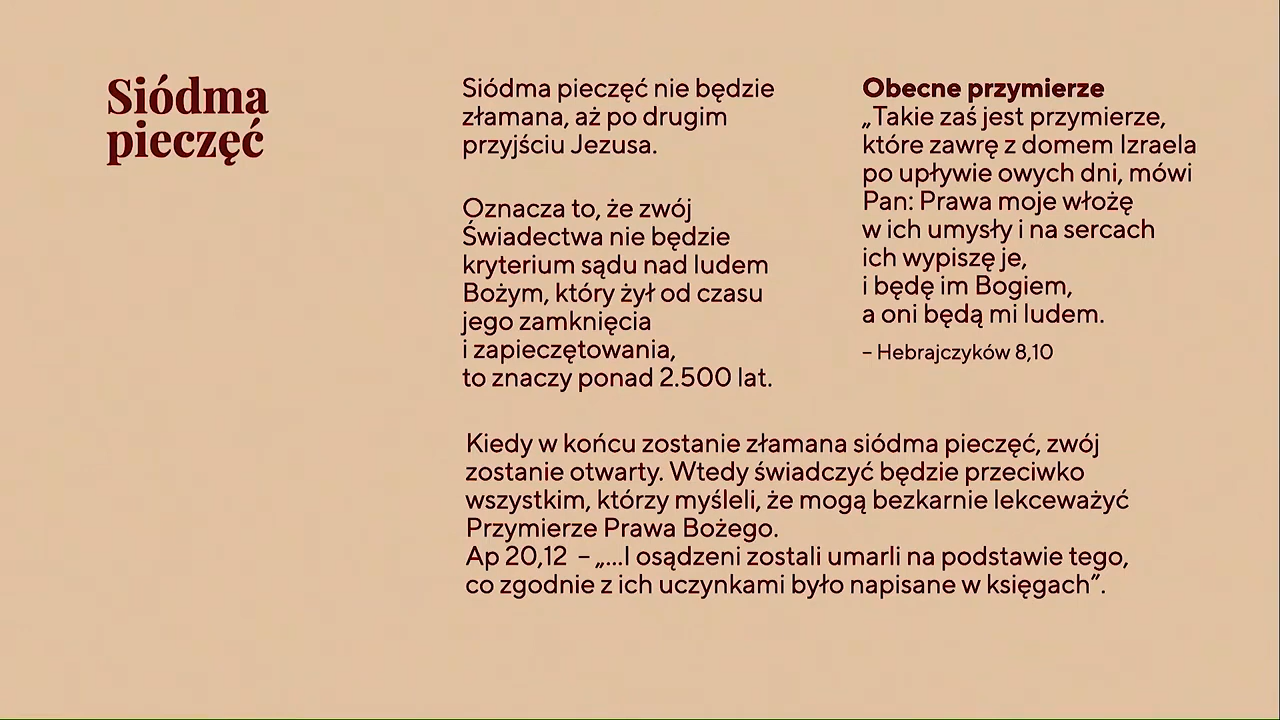 Siódma
pieczęć
Siódma pieczęć nie będzie
złamana, aż po drugim
przyjściu Jezusa.
Oznacza to, że zwój
Świadectwa nie będzie
kryterium sądu nad ludem
Bożym, który żył od czasu
jego zamknięcia
i zapieczętowania,
to znaczy ponad 2.500 lat.
Obecne przymierze
„Takie zaś jest przymierze,
które zawrę z domem Izraela
po upływie owych dni, mówi
Pan: Prawa moje włożę
w ich umysły i na sercach
ich wypiszę je,
i będę im Bogiem,
a oni będą mi ludem.
– Hebrajczyków 8,10
Kiedy w końcu zostanie złamana siódma pieczęć, zwój
zostanie otwarty. Wtedy świadczyć będzie przeciwko
wszystkim, którzy myśleli, że mogą bezkarnie lekceważyć
Przymierze Prawa Bożego.
Ap 20,12 – „...I osądzeni zostali umarli na podstawie tego,
co zgodnie z ich uczynkami było napisane w księgach”.